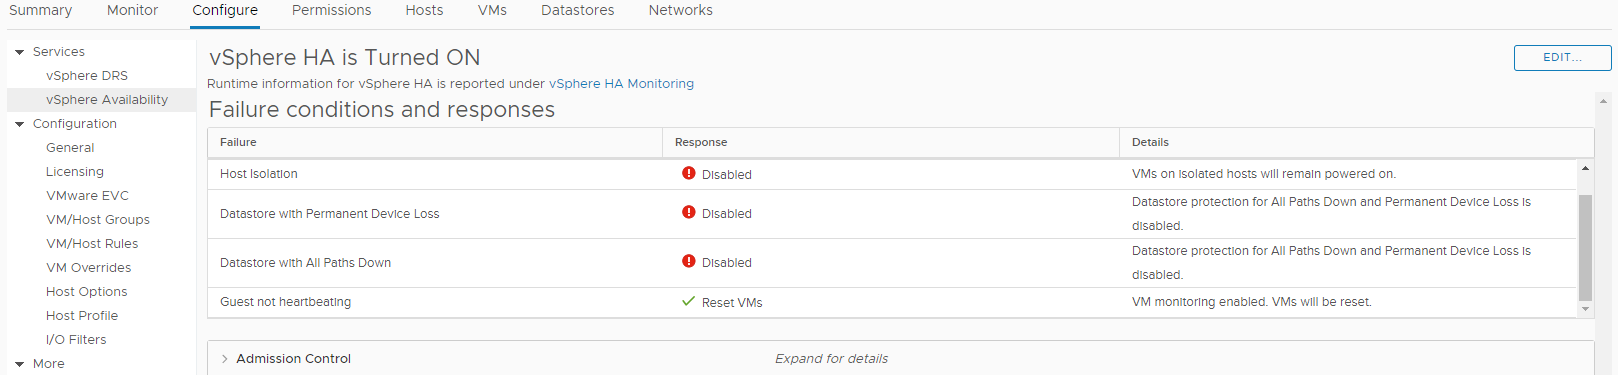 Summary Monitor Configure Permissions Hosts VMs Datastores Networks
Services
vSphere DRS
vSphere Availability
Configuration
General
Licensing
VMware EVC
VM/Host Groups
VM/Host Rules
VM Overrides
Host Options
Host Profile
I/O Filters
More
vSphere HA is Turned ON
EDIT...
Runtime information for vSphere HA is reported under vSphere HA Monitoring
Failure conditions and responses
Failure Response Details
Host Isolation Disabled VMs on isolated hosts will remain powered on.
Datastore with Permanent Device Loss Disabled Datastore protection for All Paths Down and Permanent Device Loss is
disabled.
Datastore with All Paths Down Disabled Datastore protection for All Paths Down and Permanent Device Loss is
disabled.
Guest not heartbeating Reset VMs VM monitoring enabled. VMs will be reset.
Admission Control Expand for details